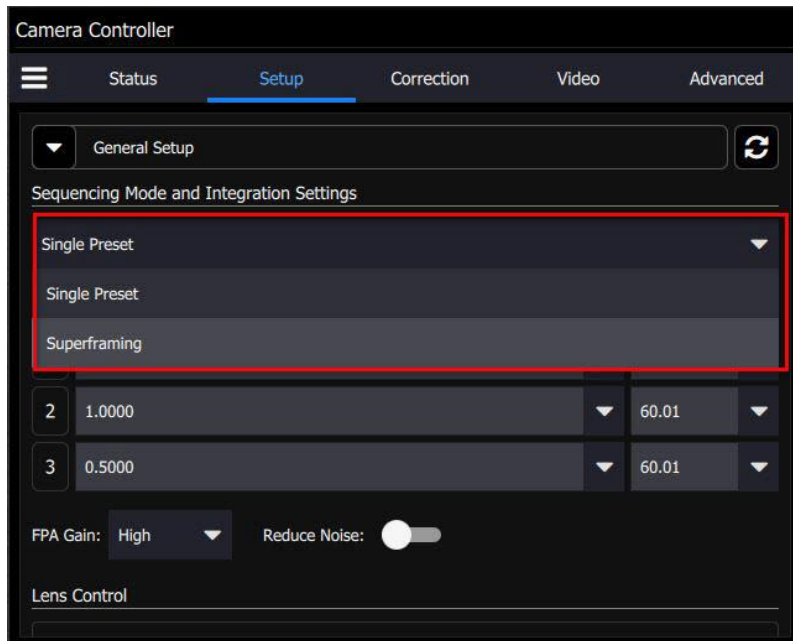 Camera Controller
Status Setup Correction Video Advanced
General Setup
Sequencing Mode and Integration Settings
Single Preset
Single Preset
Superframing
2 1.0000 60.01
3 0.5000 60.01
FPA Gain: High Reduce Noise:
Lens Control